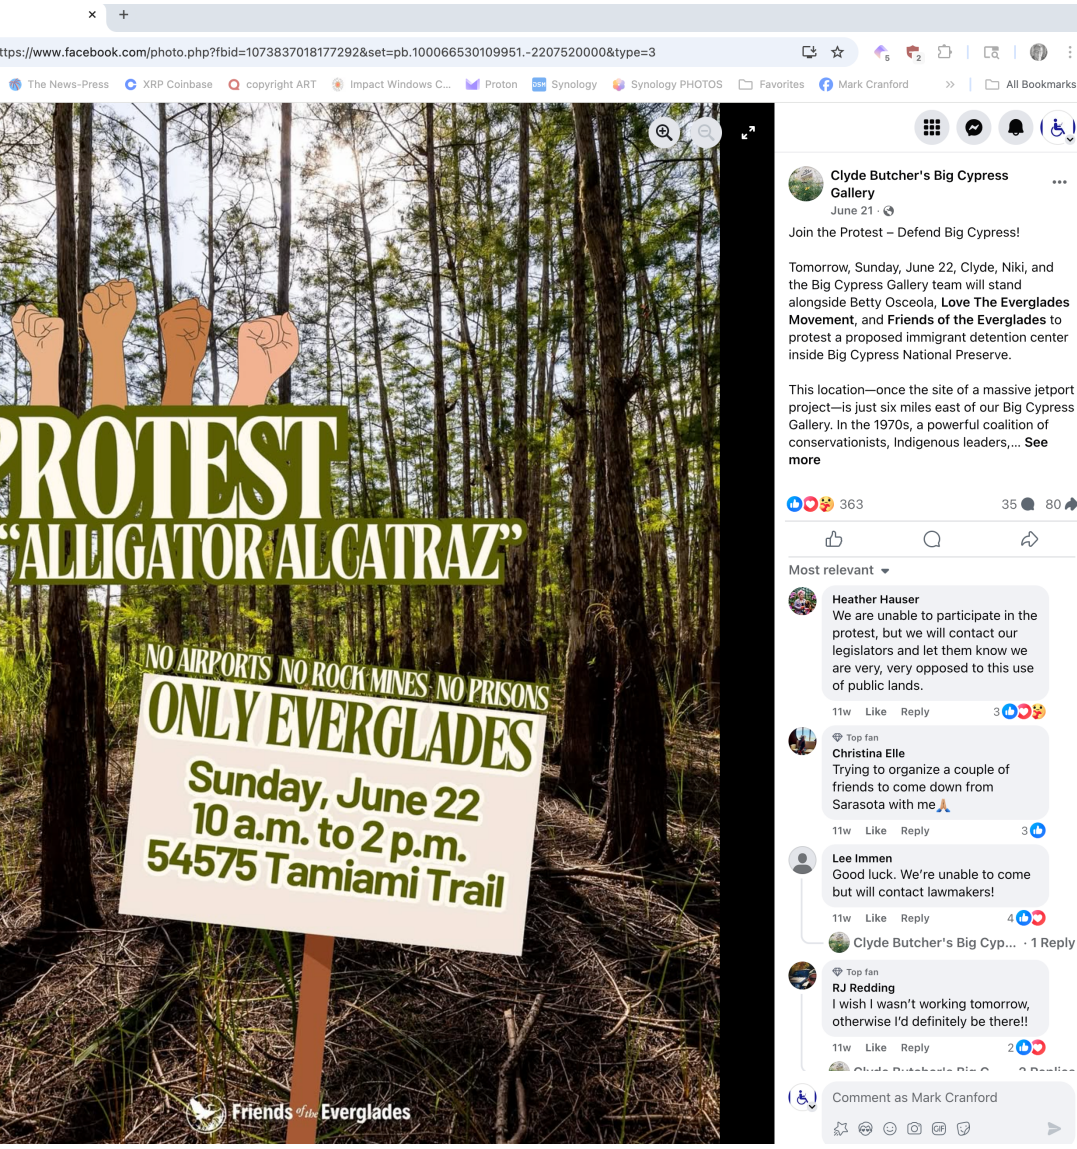 ttps://www.facebook.com/photo.php?fbid=1073837018177292&set=pb.100066530109951.-2207520000&type=3
5
2
The News-Press
XRP Coinbase
copyright ART
Impact Windows C...
Proton
DSM
Synology
Synology PHOTOS
Favorites
Mark Cranford
All Bookmarks
PROTEST
“ALLIGATOR ALCATRAZ”
NO AIRPORTS NO ROCK MINES NO PRISONS
ONLY EVERGLADES
Sunday, June 22
10 a.m. to 2 p.m.
54575 Tamiami Trail
Friends of the Everglades
Clyde Butcher's Big Cypress
Gallery
June 21 ·
Join the Protest – Defend Big Cypress!
Tomorrow, Sunday, June 22, Clyde, Niki, and
the Big Cypress Gallery team will stand
alongside Betty Osceola, Love The Everglades
Movement, and Friends of the Everglades to
protest a proposed immigrant detention center
inside Big Cypress National Preserve.
This location—once the site of a massive jetport
project—is just six miles east of our Big Cypress
Gallery. In the 1970s, a powerful coalition of
conservationists, Indigenous leaders,... See
more
363
35
80
Most relevant
Heather Hauser
We are unable to participate in the
protest, but we will contact our
legislators and let them know we
are very, very opposed to this use
of public lands.
11w Like Reply 3
Top fan
Christina Elle
Trying to organize a couple of
friends to come down from
Sarasota with me🙏🏼
11w Like Reply 3
Lee Immen
Good luck. We’re unable to come
but will contact lawmakers!
11w Like Reply 4
Clyde Butcher's Big Cyp... · 1 Reply
Top fan
RJ Redding
I wish I wasn’t working tomorrow,
otherwise I’d definitely be there!!
11w Like Reply 2
Comment as Mark Cranford
GIF